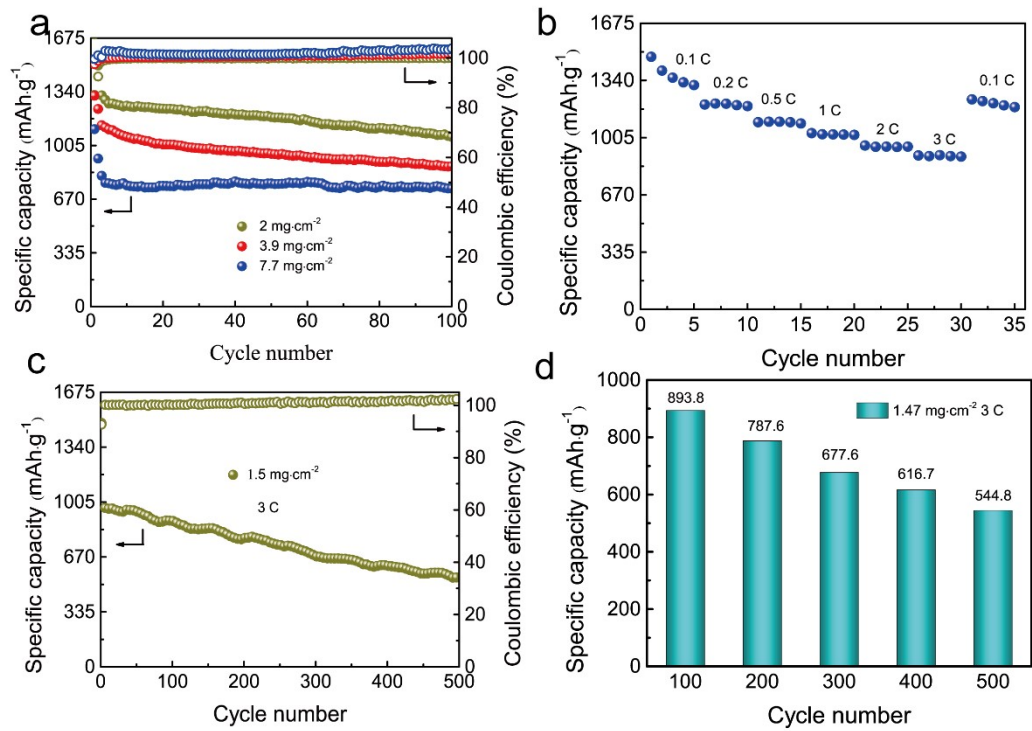 a
1675
1340
1005
670
335
0
Specific capacity (mAh·g⁻¹)
100
80
60
40
20
0
Coulombic efficiency (%)
2 mg·cm⁻²
3.9 mg·cm⁻²
7.7 mg·cm⁻²
0 20 40 60 80 100
Cycle number
b
1675
1340
1005
670
335
0
Specific capacity (mAh·g⁻¹)
0.1 C
0.2 C
0.5 C
1 C
2 C
3 C
0.1 C
0 5 10 15 20 25 30 35
Cycle number
c
1675
1340
1005
670
335
0
Specific capacity (mAh·g⁻¹)
100
80
60
40
20
0
Coulombic efficiency (%)
1.5 mg·cm⁻²
3 C
0 100 200 300 400 500
Cycle number
d
1000
800
600
400
200
0
Specific capacity (mAh·g⁻¹)
1.47 mg·cm⁻² 3 C
893.8
787.6
677.6
616.7
544.8
100 200 300 400 500
Cycle number